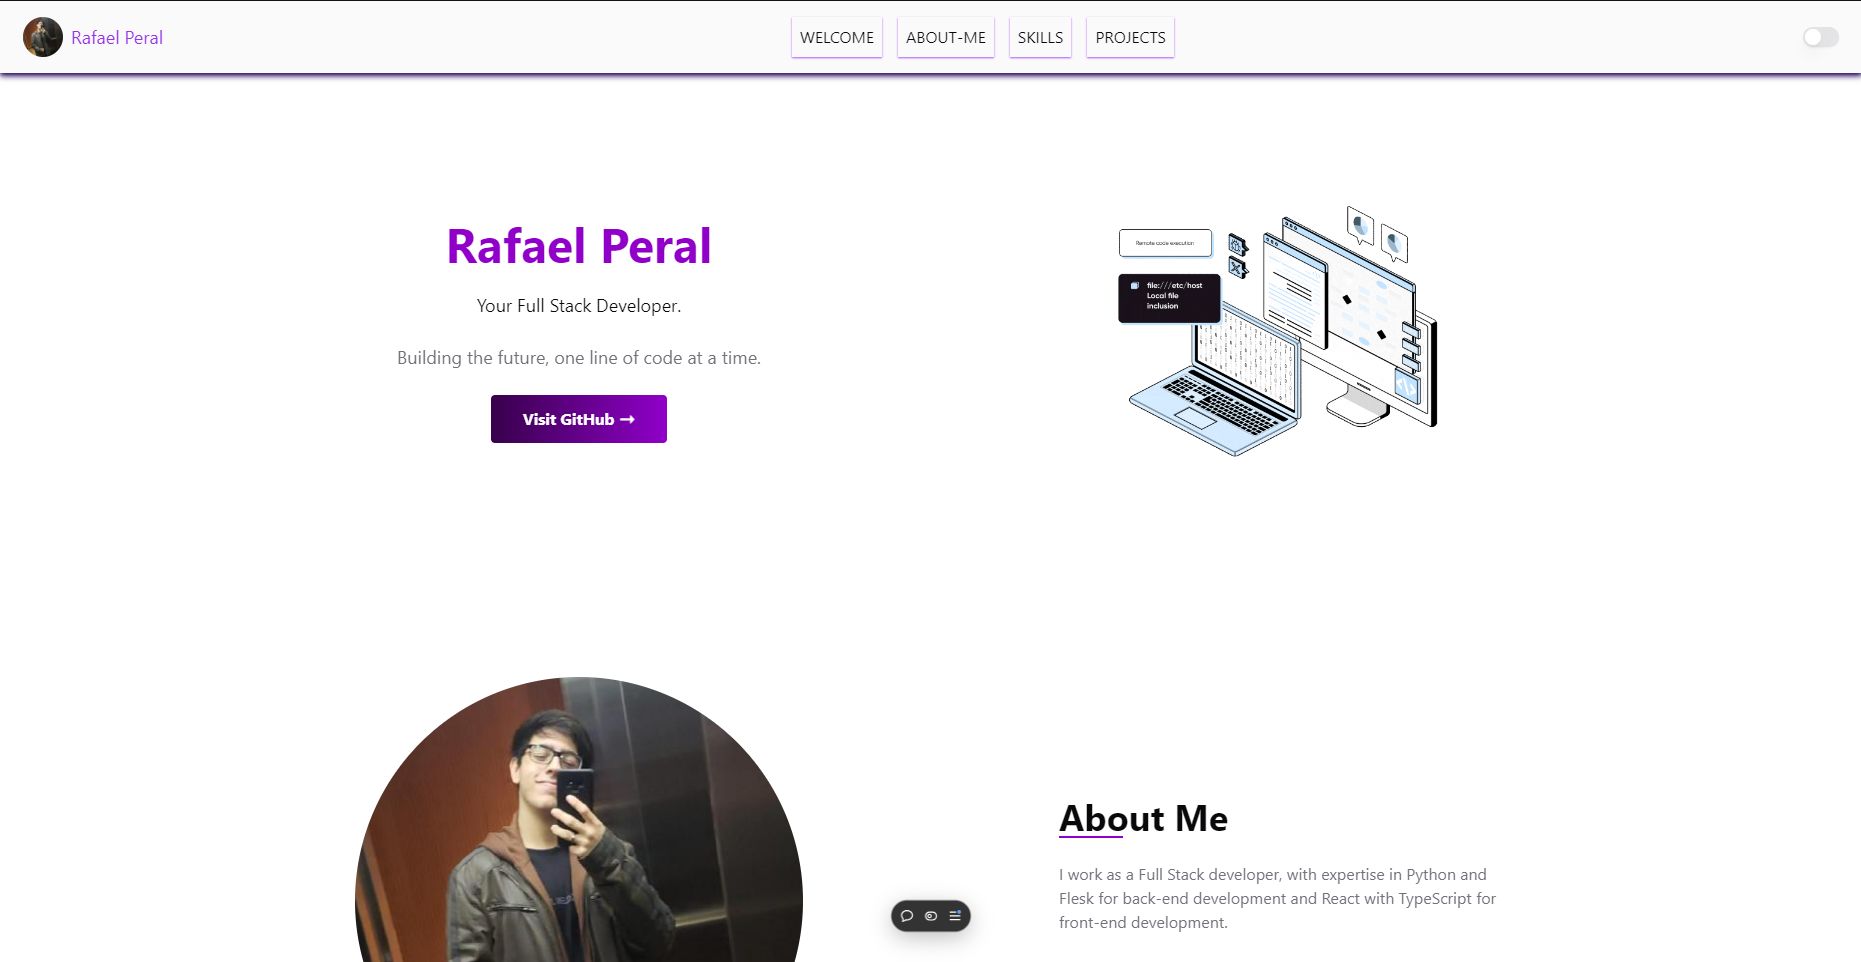 Rafael Peral
WELCOME
ABOUT-ME
SKILLS
PROJECTS
Rafael Peral
Your Full Stack Developer.
Building the future, one line of code at a time.
Visit GitHub →
Remote code execution
file:///etc/host
Local file
inclusion
About Me
I work as a Full Stack developer, with expertise in Python and
Flesk for back-end development and React with TypeScript for
front-end development.